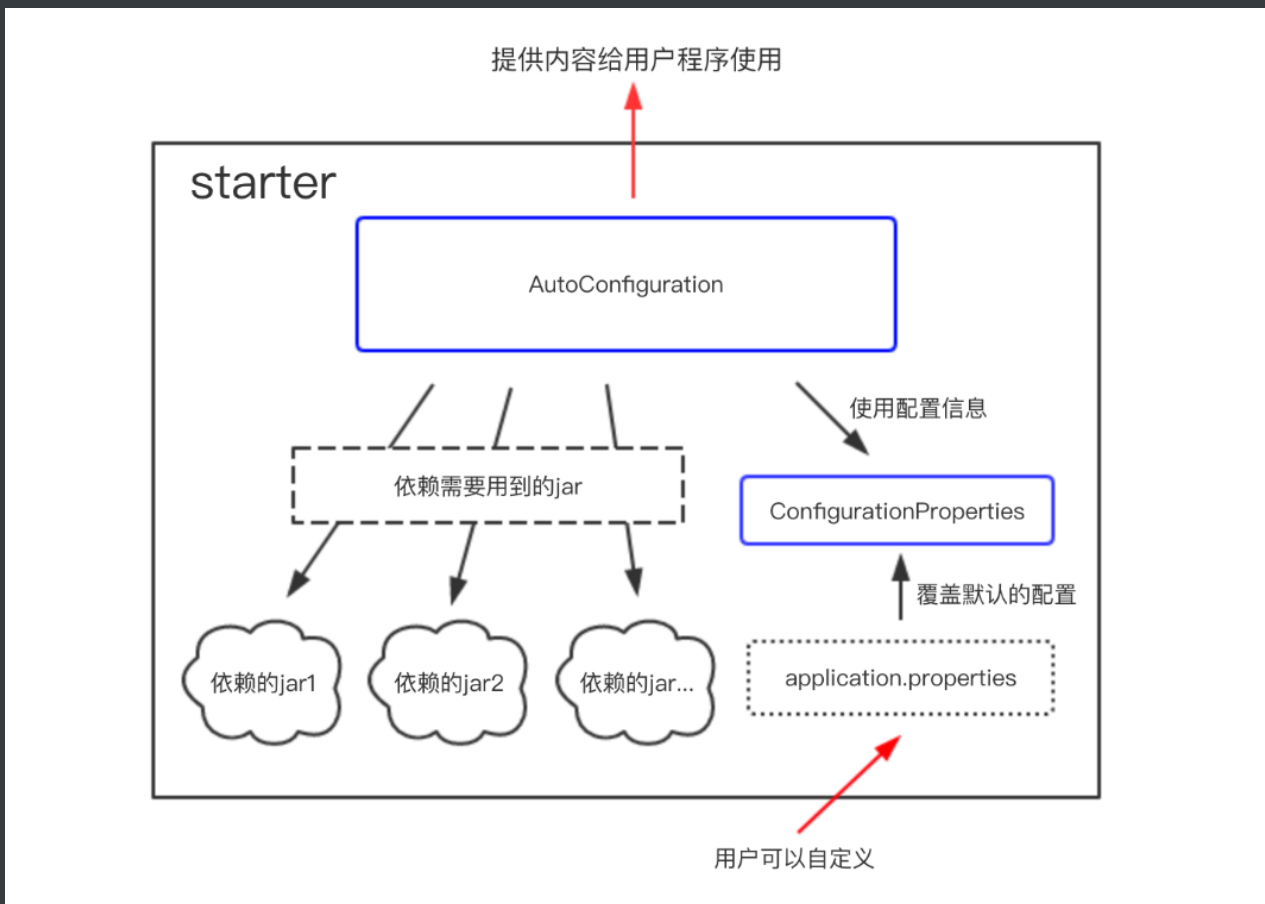 提供内容给用户程序使用
starter
AutoConfiguration
使用配置信息
依赖需要用到的jar
ConfigurationProperties
覆盖默认的配置
依赖的jar1
依赖的jar2
依赖的jar...
application.properties
用户可以自定义